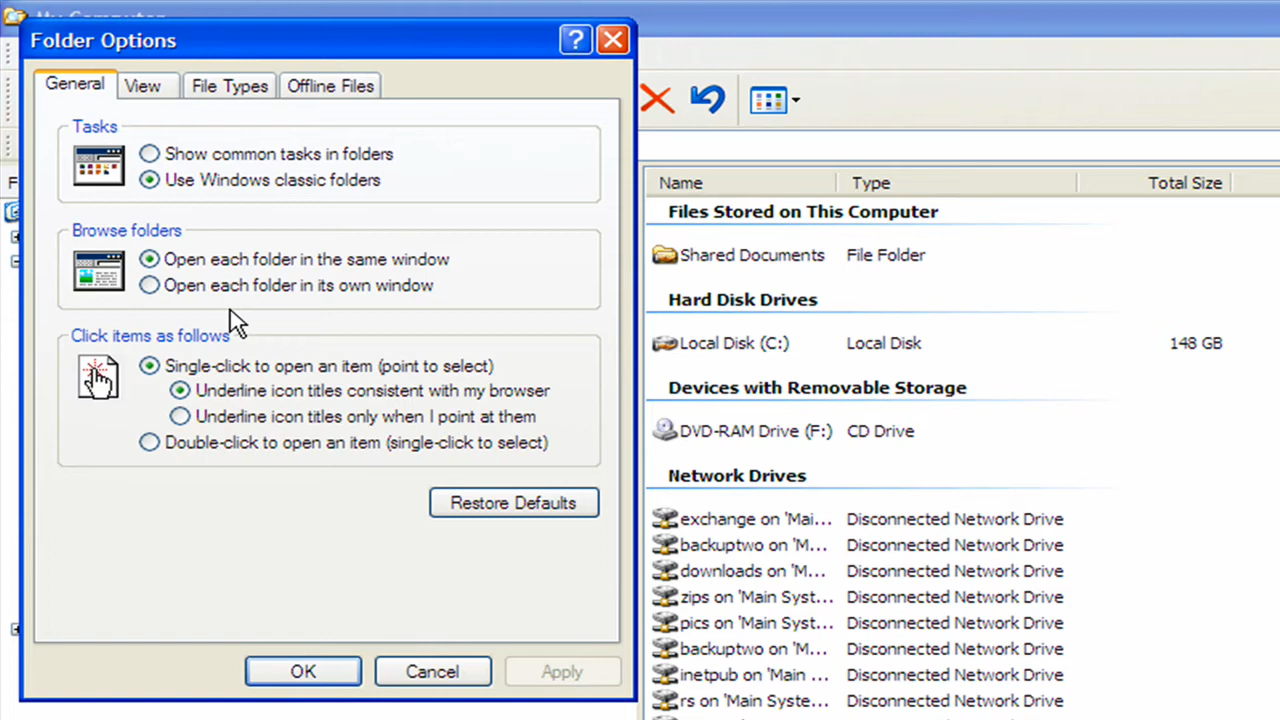 My Computer
Folder Options
General View File Types Offline Files
Tasks
Show common tasks in folders
Use Windows classic folders
Browse folders
Open each folder in the same window
Open each folder in its own window
Click items as follows
Single-click to open an item (point to select)
Underline icon titles consistent with my browser
Underline icon titles only when I point at them
Double-click to open an item (single-click to select)
Restore Defaults
OK Cancel Apply
F
Name Type Total Size
Files Stored on This Computer
Shared Documents File Folder
Hard Disk Drives
Local Disk (C:) Local Disk 148 GB
Devices with Removable Storage
DVD-RAM Drive (F:) CD Drive
Network Drives
exchange on 'Mai... Disconnected Network Drive
backuptwo on 'M... Disconnected Network Drive
downloads on 'M... Disconnected Network Drive
zips on 'Main Syst... Disconnected Network Drive
pics on 'Main Syst... Disconnected Network Drive
backuptwo on 'M... Disconnected Network Drive
inetpub on 'Main ... Disconnected Network Drive
rs on 'Main Syste... Disconnected Network Drive